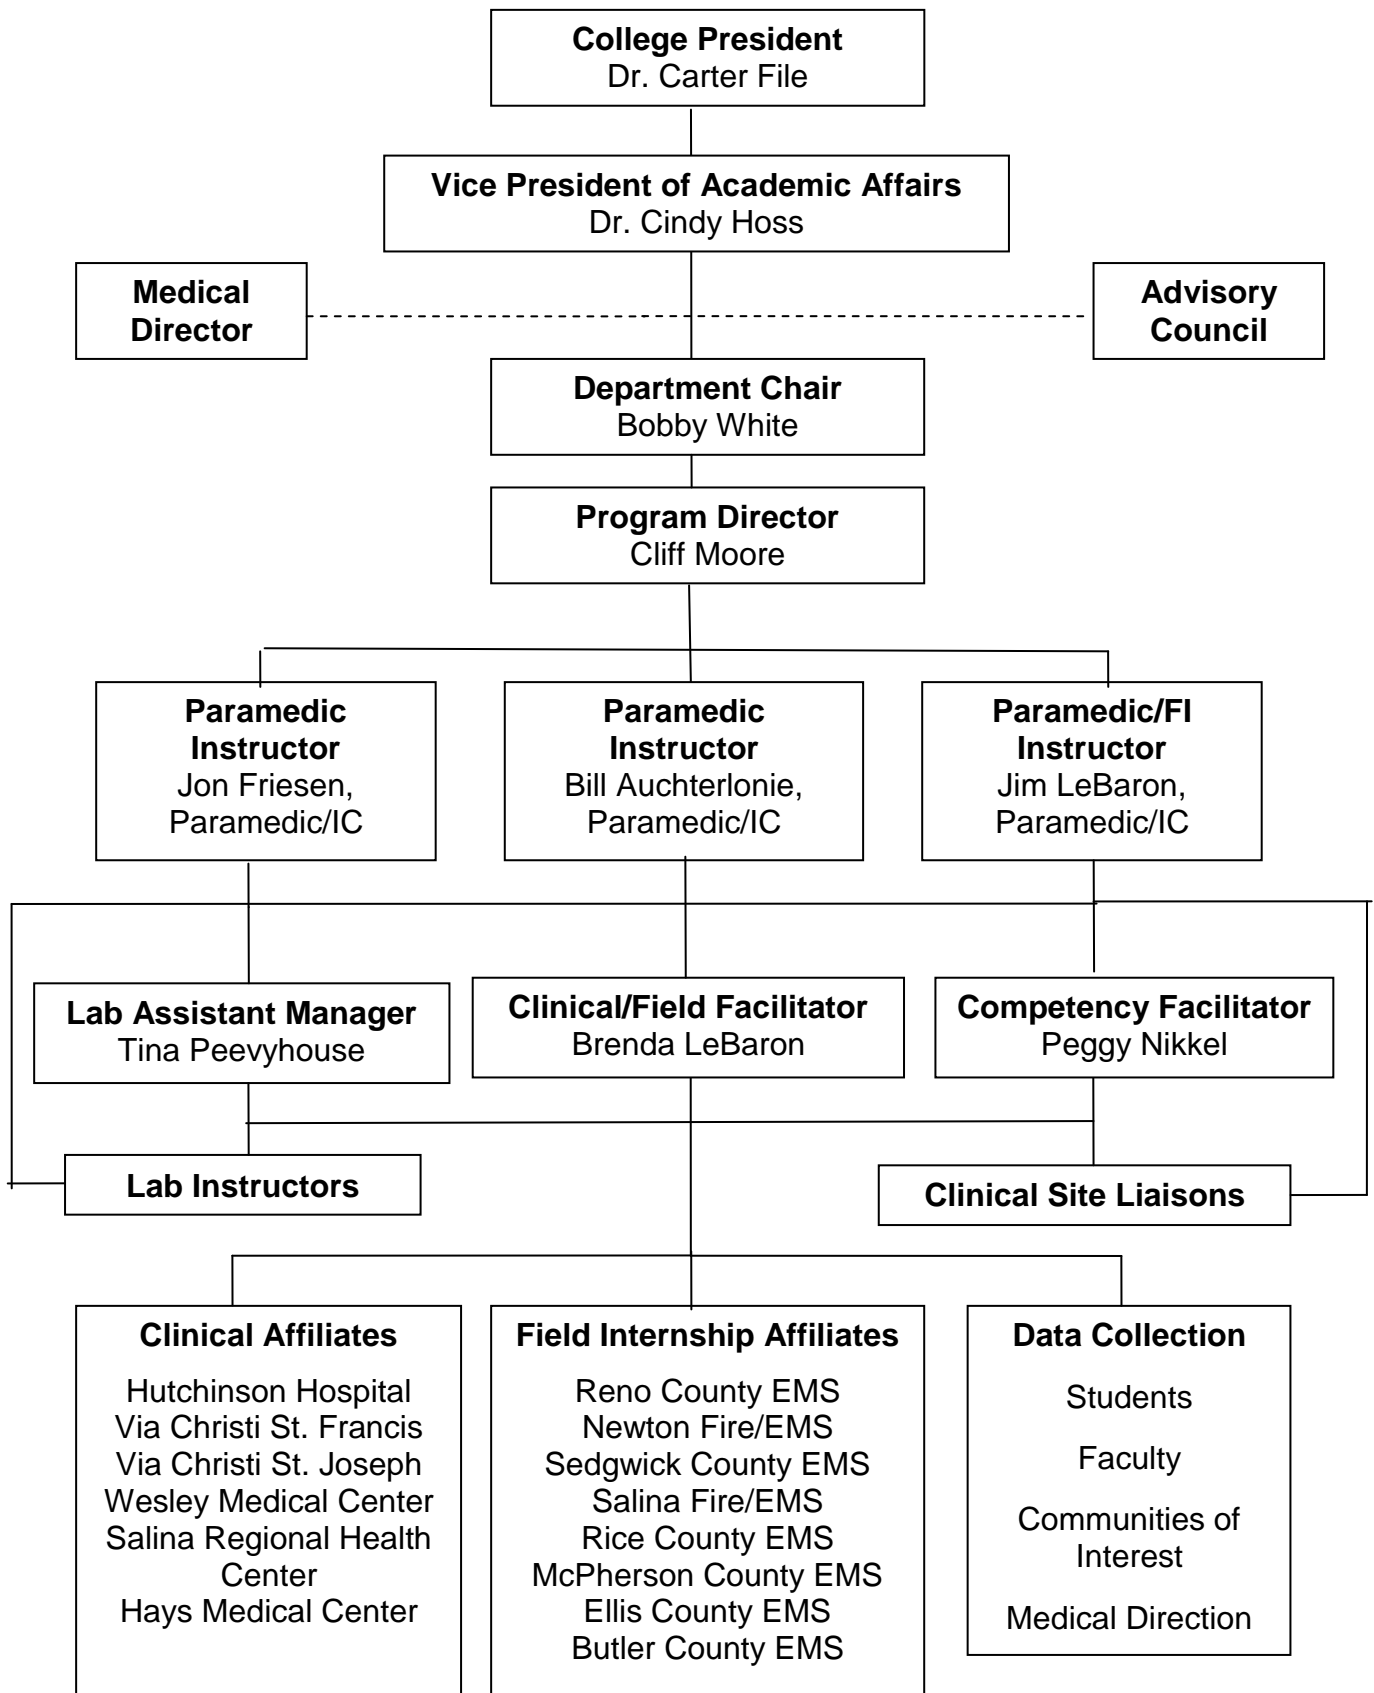 College President
Dr. Carter File
Vice President of Academic Affairs
Dr. Cindy Hoss
Medical
Director
Advisory
Council
Department Chair
Bobby White
Program Director
Cliff Moore
Paramedic
Instructor
Jon Friesen,
Paramedic/IC
Paramedic
Instructor
Bill Auchterlonie,
Paramedic/IC
Paramedic/FI
Instructor
Jim LeBaron,
Paramedic/IC
Lab Assistant Manager
Tina Peevyhouse
Clinical/Field Facilitator
Brenda LeBaron
Competency Facilitator
Peggy Nikkel
Lab Instructors
Clinical Site Liaisons
Clinical Affiliates
Hutchinson Hospital
Via Christi St. Francis
Via Christi St. Joseph
Wesley Medical Center
Salina Regional Health
Center
Hays Medical Center
Field Internship Affiliates
Reno County EMS
Newton Fire/EMS
Sedgwick County EMS
Salina Fire/EMS
Rice County EMS
McPherson County EMS
Ellis County EMS
Butler County EMS
Data Collection
Students
Faculty
Communities of
Interest
Medical Direction